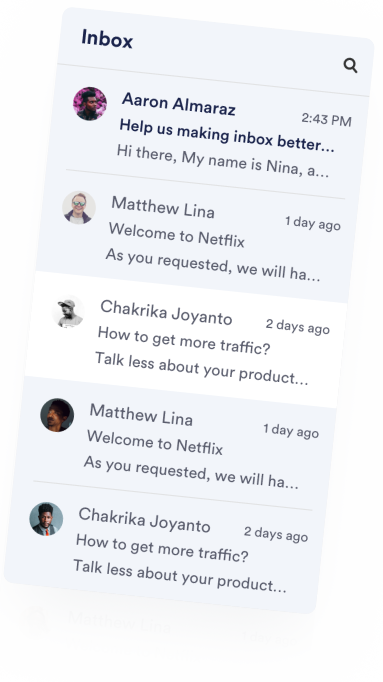 Inbox
Aaron Almaraz 2:43 PM
Help us making inbox better...
Hi there, My name is Nina, a...
Matthew Lina 1 day ago
Welcome to Netflix
As you requested, we will ha...
Chakrika Joyanto 2 days ago
How to get more traffic?
Talk less about your product...
Matthew Lina 1 day ago
Welcome to Netflix
As you requested, we will ha...
Chakrika Joyanto 2 days ago
How to get more traffic?
Talk less about your product...
Matthew Lina